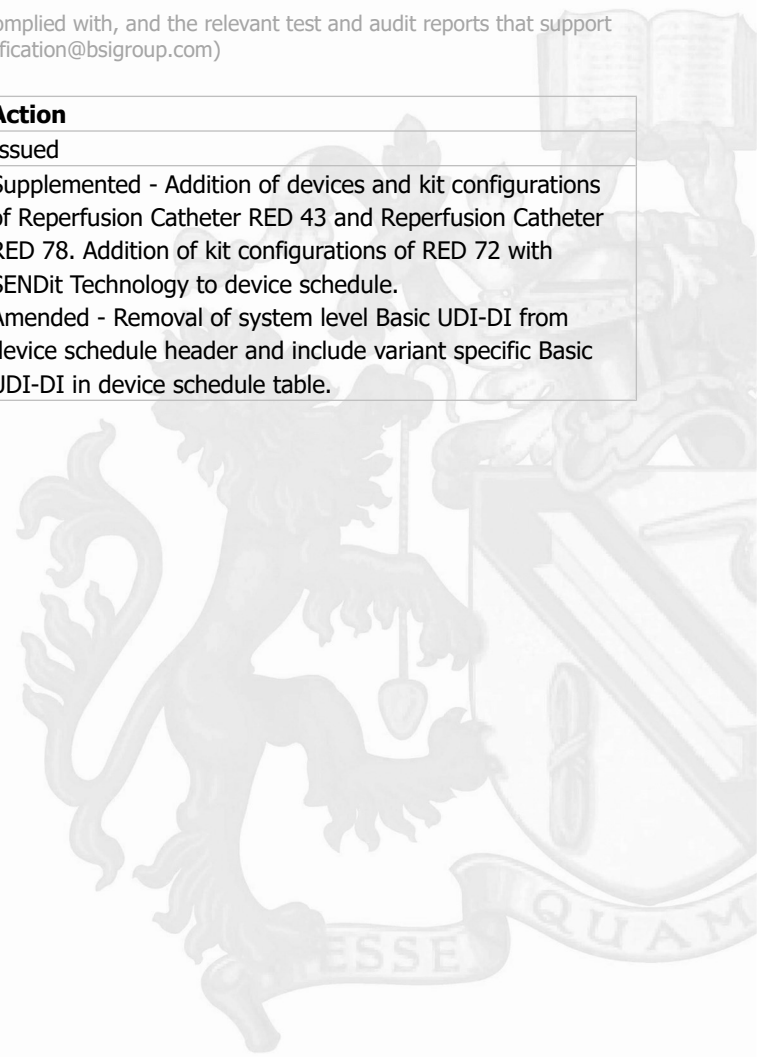 omplied with, and the relevant test and audit reports that support
fication@bsigroup.com)
Action
Issued
Supplemented - Addition of devices and kit configurations
of Reperfusion Catheter RED 43 and Reperfusion Catheter
RED 78. Addition of kit configurations of RED 72 with
SENDit Technology to device schedule.
Amended - Removal of system level Basic UDI-DI from
device schedule header and include variant specific Basic
UDI-DI in device schedule table.
ESSE QUAM